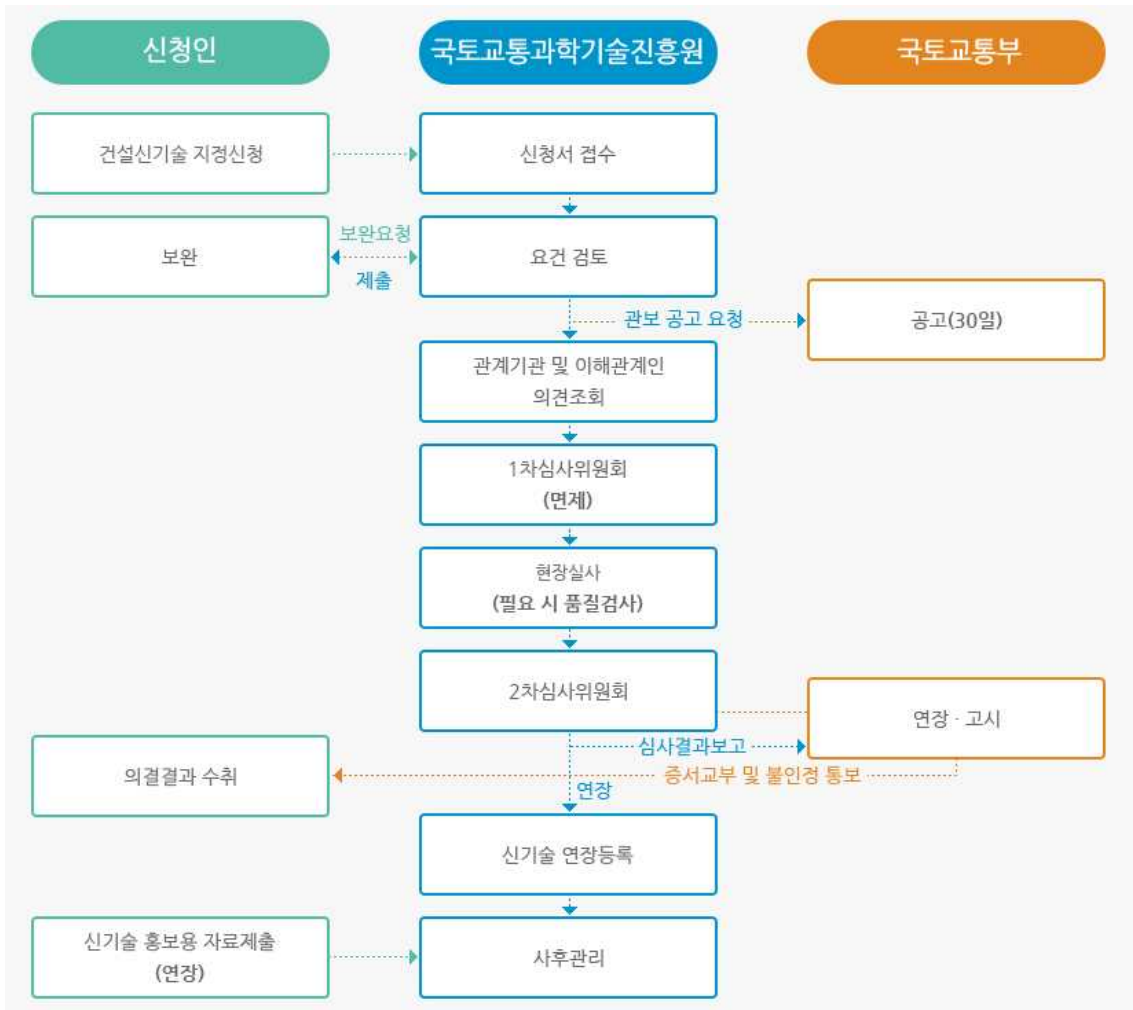 신청인
국토교통과학기술진흥원
국토교통부
건설신기술 지정신청
신청서 접수
보완
보완요청
제출
요건 검토
관보 공고 요청
공고(30일)
관계기관 및 이해관계인
의견조회
1차심사위원회
(면제)
현장실사
(필요 시 품질검사)
2차심사위원회
연장 · 고시
심사결과보고
의결결과 수취
증서교부 및 불인정 통보
연장
신기술 연장등록
신기술 홍보용 자료제출
(연장)
사후관리